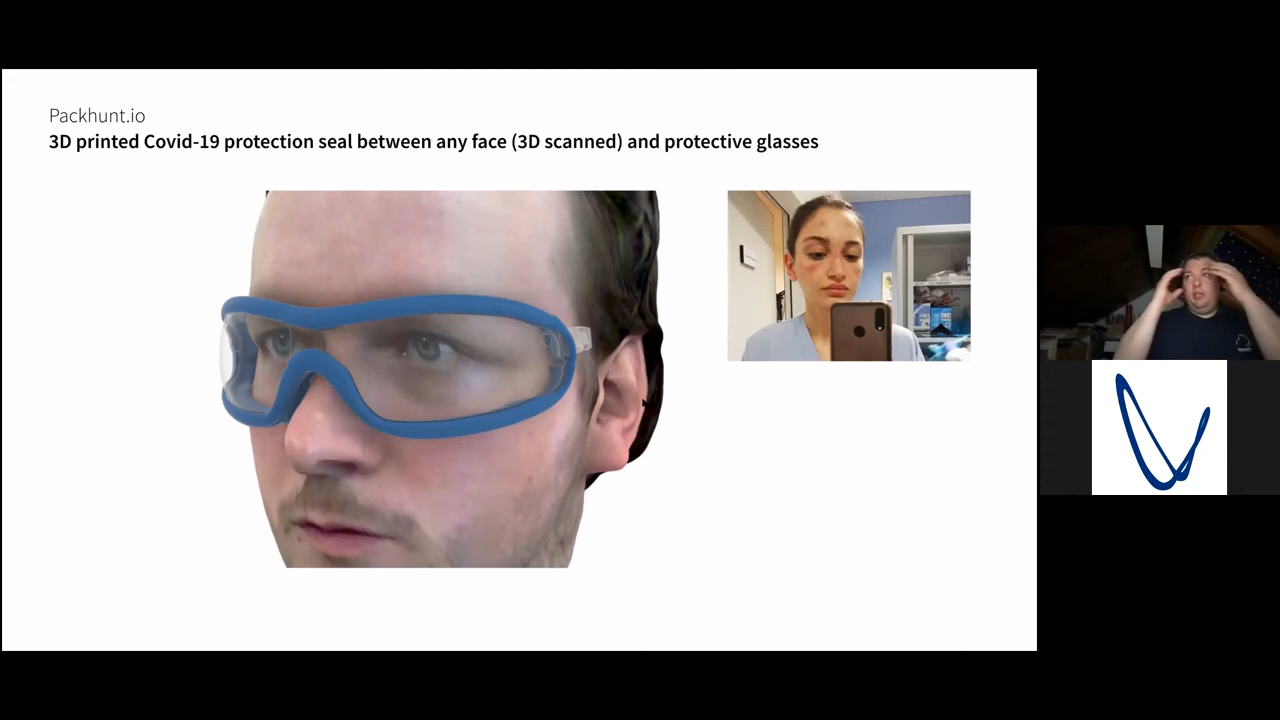 Packhunt.io
3D printed Covid-19 protection seal between any face (3D scanned) and protective glasses